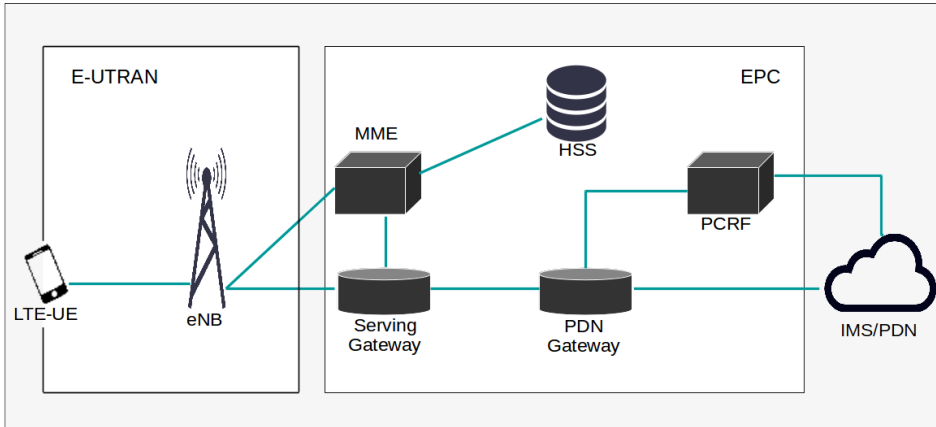 E-UTRAN
EPC
MME
HSS
PCRF
LTE-UE
eNB
Serving
Gateway
PDN
Gateway
IMS/PDN